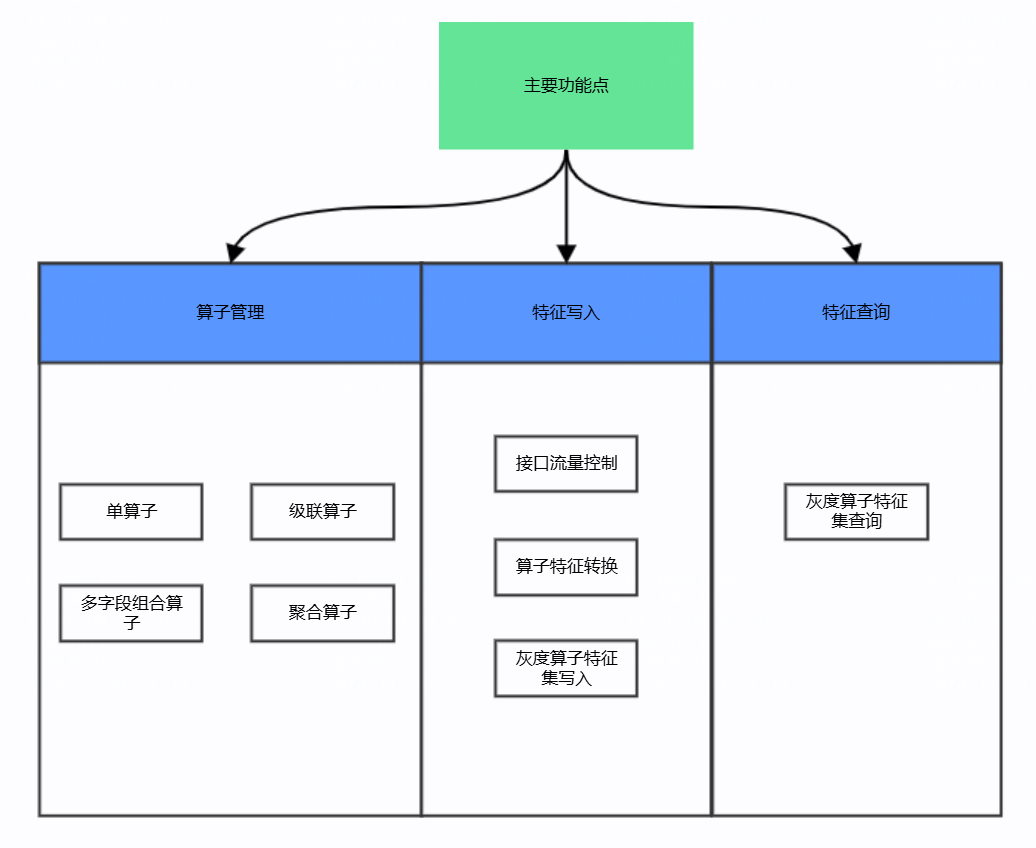 主要功能点
算子管理
特征写入
特征查询
单算子
级联算子
多字段组合算
子
聚合算子
接口流量控制
算子特征转换
灰度算子特征
集写入
灰度算子特征
集查询